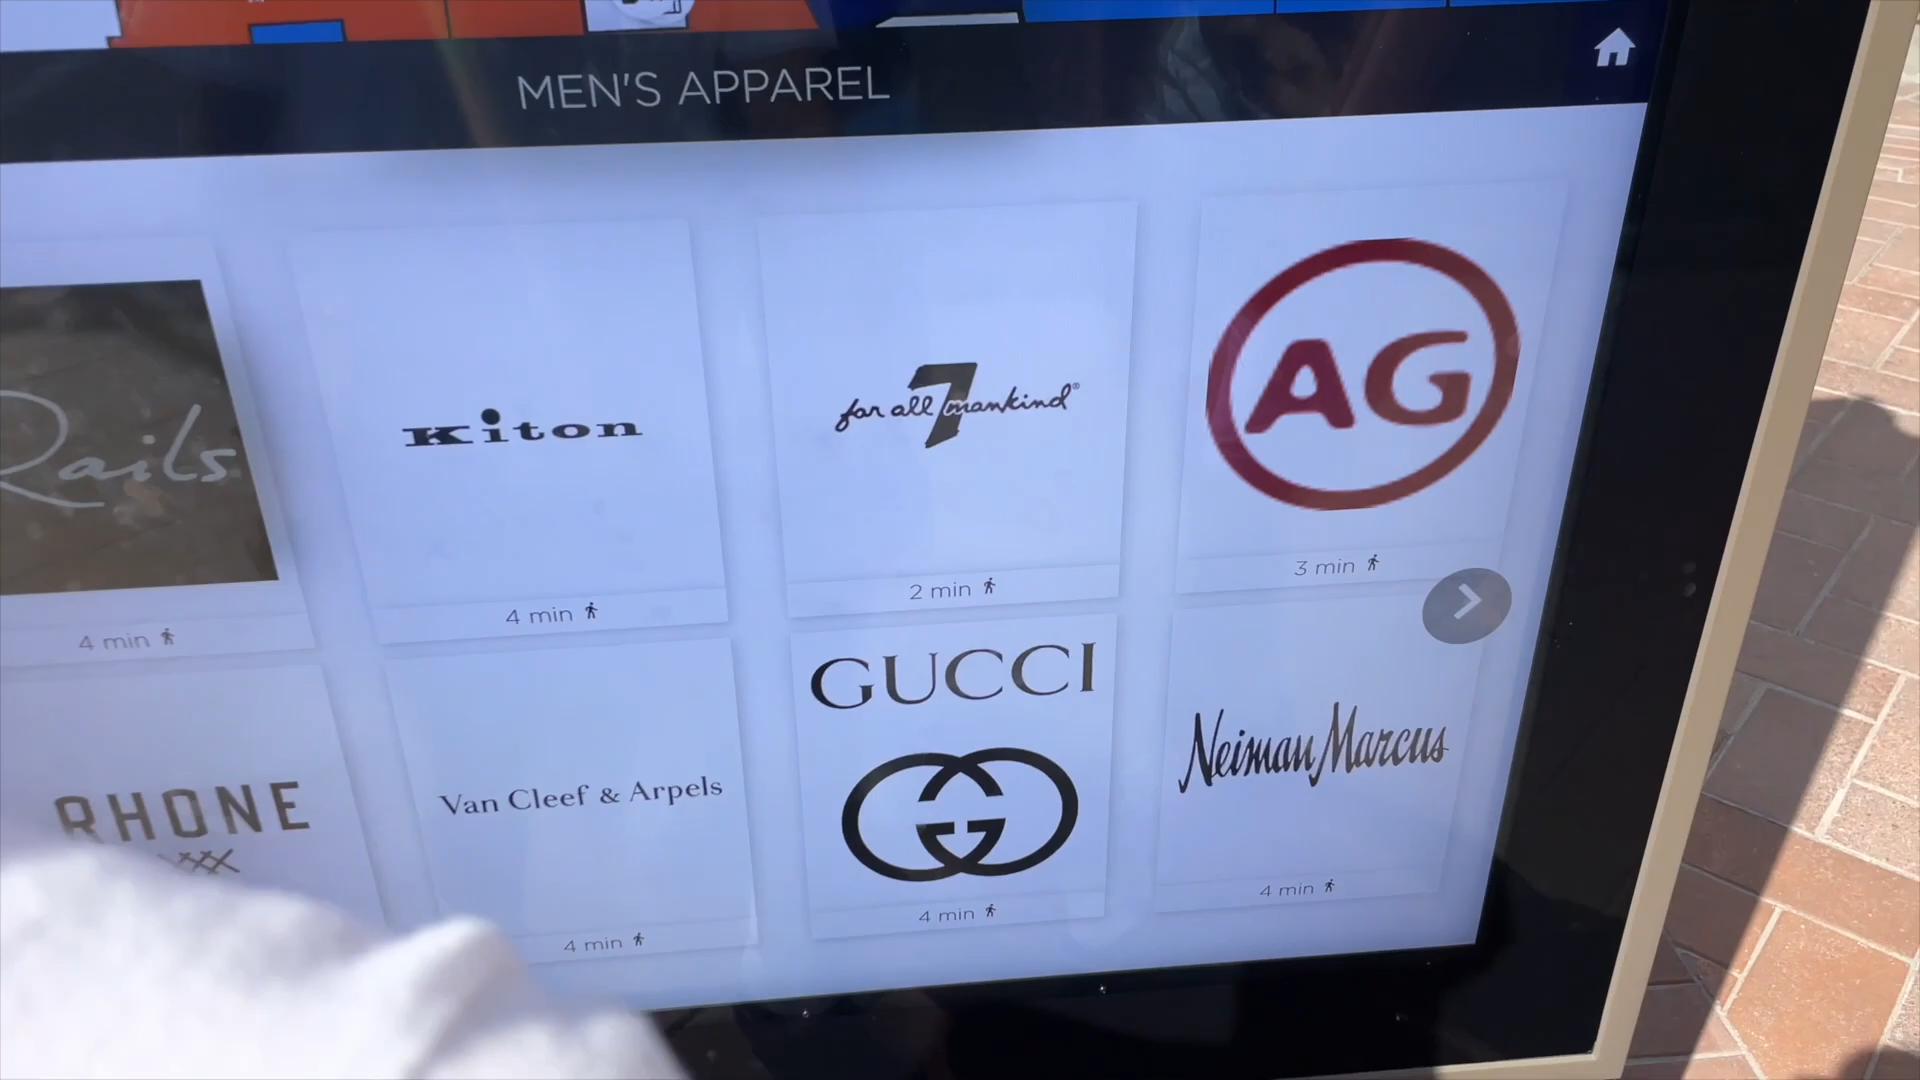 MEN'S APPAREL
Rails
4 min
Kiton
4 min
for all 7 mankind®
2 min
AG
3 min
RHONE
Van Cleef & Arpels
4 min
GUCCI
4 min
Neiman Marcus
4 min